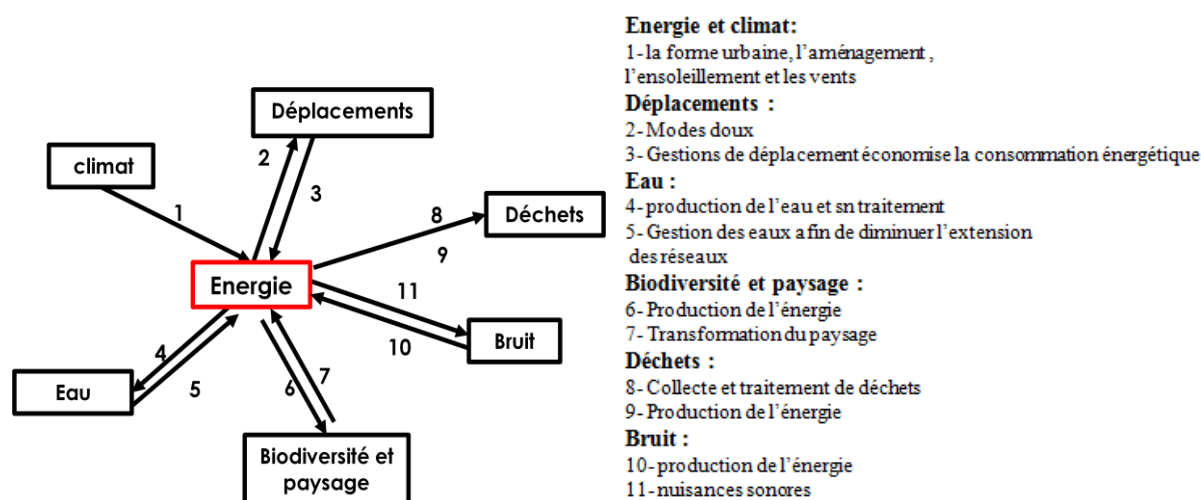 Déplacements
climat
2
3
1
8
Déchets
9
Energie
11
Bruit
10
4
5
Eau
6
7
Biodiversité et
paysage
Energie et climat:
1-la forme urbaine, l’aménagement ,
l’ensoleillement et les vents
Déplacements :
2-Modes doux
3-Gestions de déplacement économise la consommation énergétique
Eau :
4-production de l’eau et sn traitement
5-Gestion des eaux afin de diminuer l’extension
des réseaux
Biodiversité et paysage :
6-Production de l’énergie
7-Transformation du paysage
Déchets :
8-Collecte et traitement de déchets
9-Production de l’énergie
Bruit :
10-production de l’énergie
11-nuisances sonores